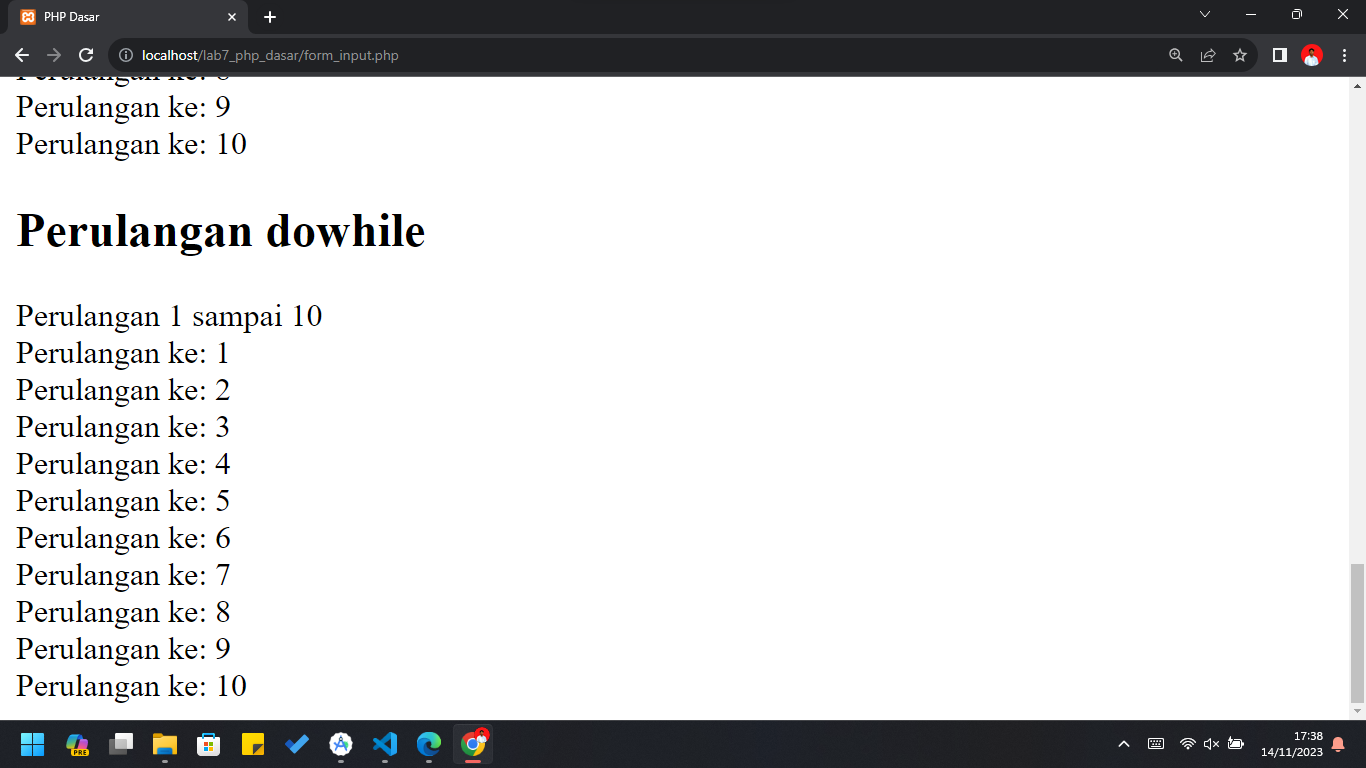 PHP Dasar
localhost/lab7_php_dasar/form_input.php
Perulangan ke: 9
Perulangan ke: 10
Perulangan dowhile
Perulangan 1 sampai 10
Perulangan ke: 1
Perulangan ke: 2
Perulangan ke: 3
Perulangan ke: 4
Perulangan ke: 5
Perulangan ke: 6
Perulangan ke: 7
Perulangan ke: 8
Perulangan ke: 9
Perulangan ke: 10
PRE
17:38
14/11/2023